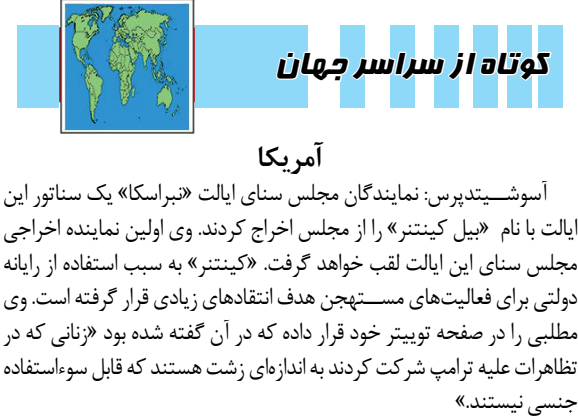 کوتاه از سراسر جهان
آمریکا
آسوشیتدپرس: نمایندگان مجلس سنای ایالت «نبراسکا» یک سناتور این
ایالت با نام «بیل کینتنر» را از مجلس اخراج کردند. وی اولین نماینده اخراجی
مجلس سنای این ایالت لقب خواهد گرفت. «کینتنر» به سبب استفاده از رایانه
دولتی برای فعالیت‌های مستهجن هدف انتقادهای زیادی قرار گرفته است. وی
مطلبی را در صفحه توییتر خود قرار داده که در آن گفته شده بود «زنانی که در
تظاهرات علیه ترامپ شرکت کردند به اندازه‌ای زشت هستند که قابل سوءاستفاده
جنسی نیستند.»